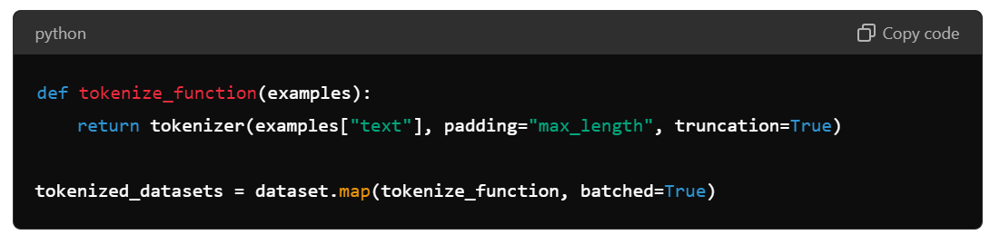 python
Copy code
def tokenize_function(examples):
    return tokenizer(examples["text"], padding="max_length", truncation=True)
tokenized_datasets = dataset.map(tokenize_function, batched=True)